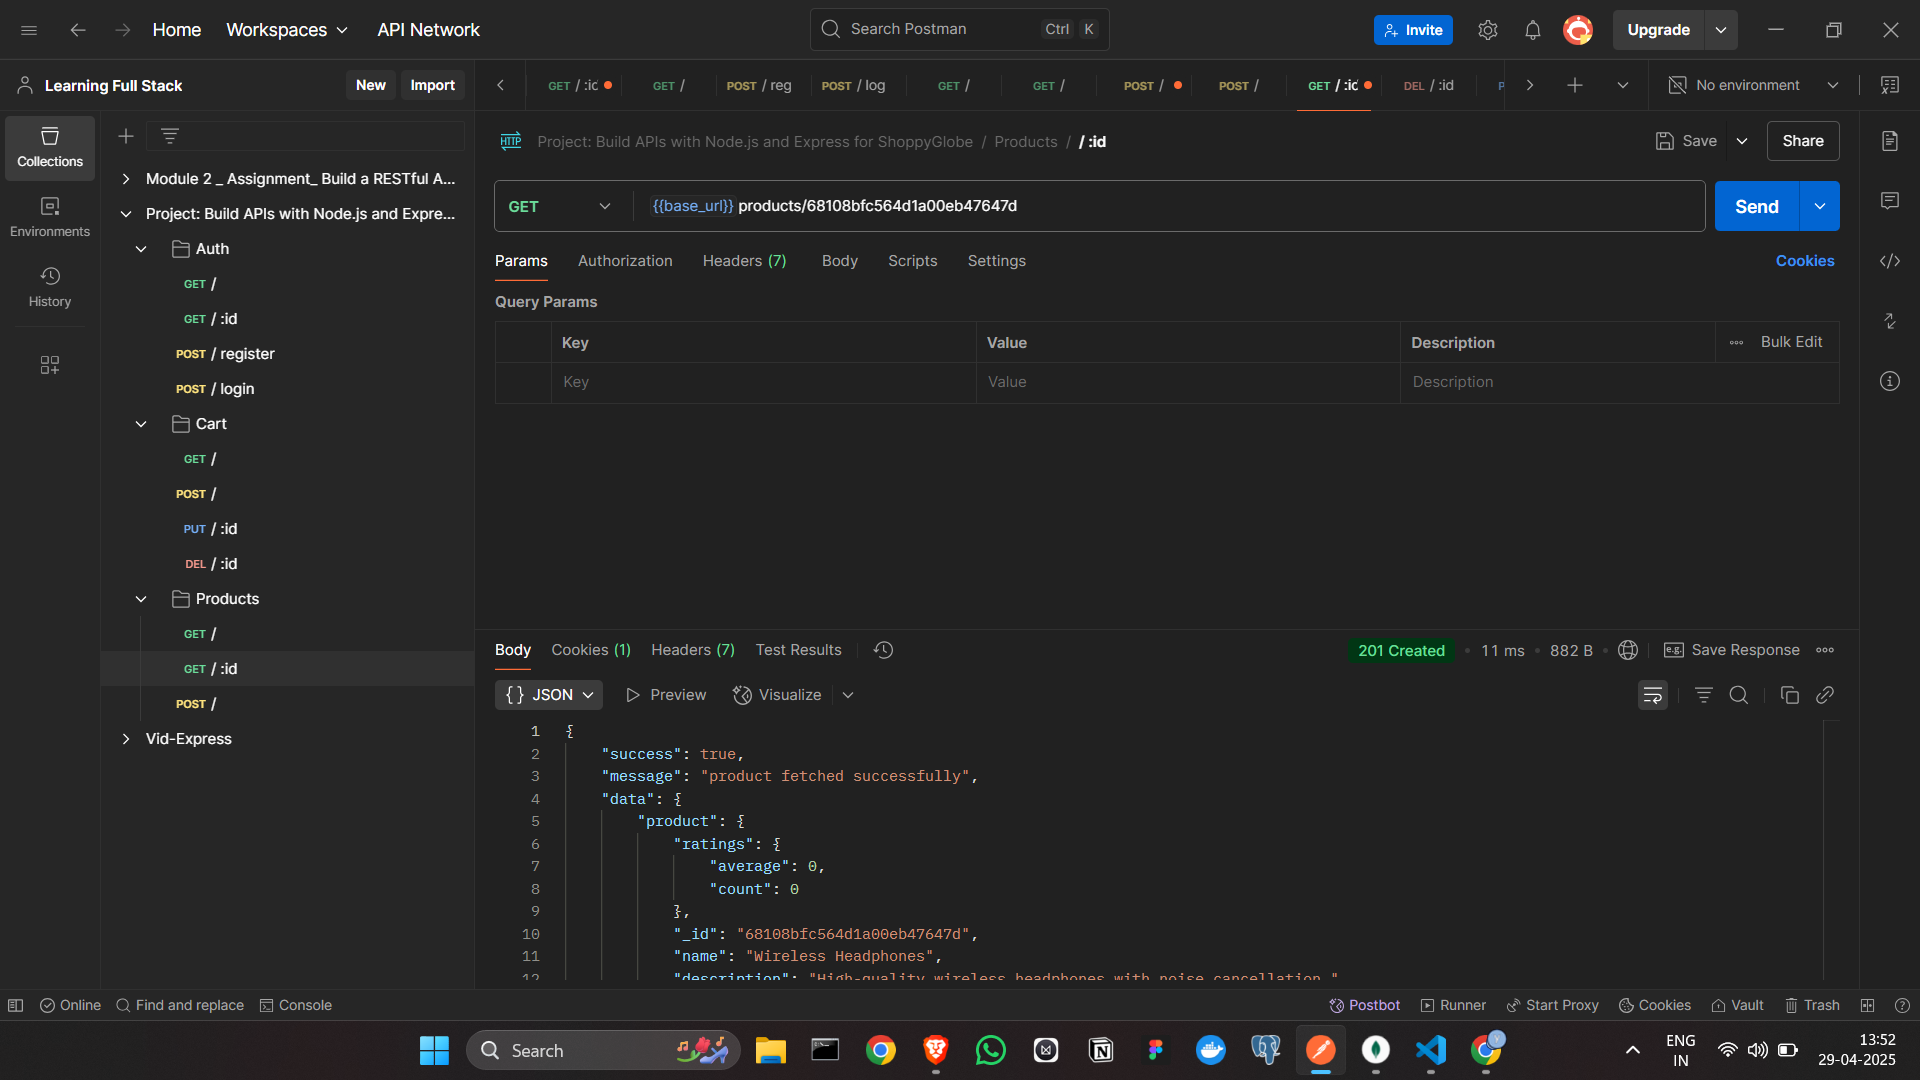 Home
Workspaces
API Network
Search Postman
Ctrl
K
Invite
Upgrade
Learning Full Stack
New
Import
GET / :id
GET /
POST / reg
POST / log
GET /
GET /
POST /
POST /
GET / :id
DEL / :id
No environment
Collections
Environments
History
Module 2 _ Assignment_ Build a RESTful A...
Project: Build APIs with Node.js and Expre...
Auth
GET /
GET / :id
POST / register
POST / login
Cart
GET /
POST /
PUT / :id
DEL / :id
Products
GET /
GET / :id
POST /
Vid-Express
HTTP
Project: Build APIs with Node.js and Express for ShoppyGlobe / Products / / :id
Save
Share
GET
{{base_url}} products/68108bfc564d1a00eb47647d
Send
Params
Authorization
Headers (7)
Body
Scripts
Settings
Cookies
Query Params
Key
Value
Description
Bulk Edit
Key
Value
Description
Body
Cookies (1)
Headers (7)
Test Results
201 Created
11 ms
882 B
e.g.
Save Response
{} JSON
Preview
Visualize
1 {
2 "success": true,
3 "message": "product fetched successfully",
4 "data": {
5 "product": {
6 "ratings": {
7 "average": 0,
8 "count": 0
9 },
10 "_id": "68108bfc564d1a00eb47647d",
11 "name": "Wireless Headphones",
12 "description": "High-quality wireless headphones with noise cancellation."
Online
Find and replace
Console
Postbot
Runner
Start Proxy
Cookies
Vault
Trash
Search
ENG
IN
13:52
29-04-2025